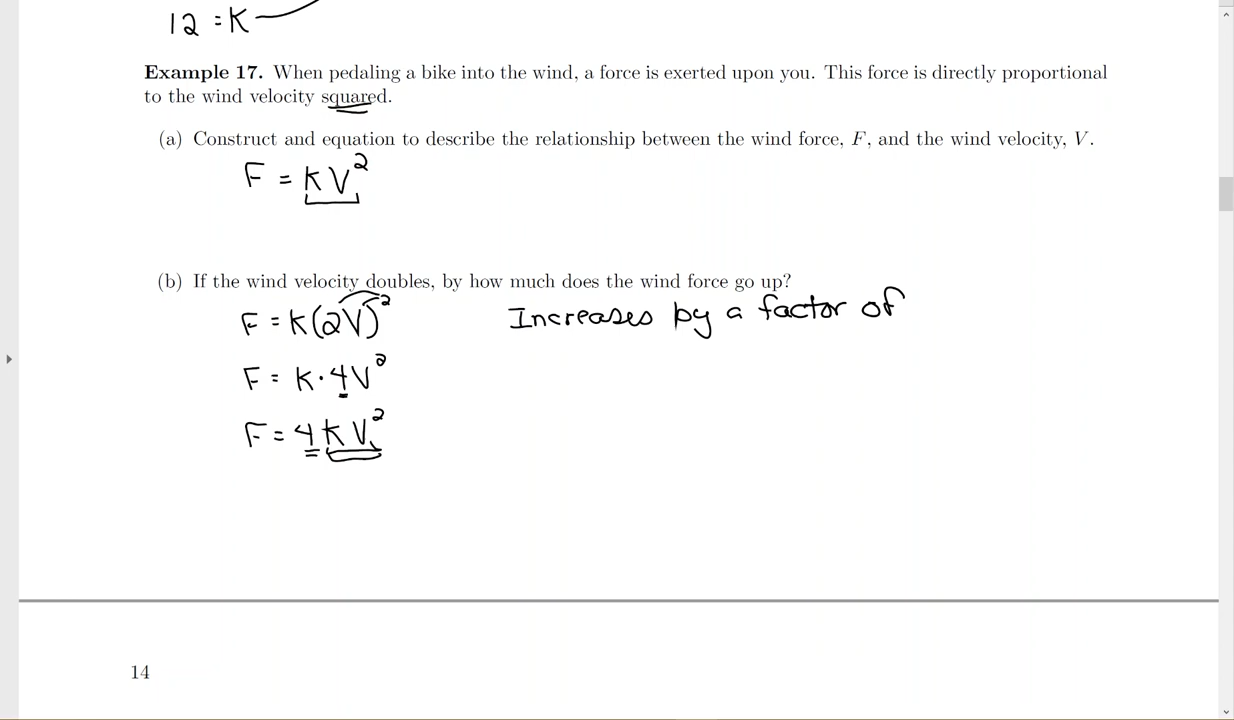 12 = K
Example 17. When pedaling a bike into the wind, a force is exerted upon you. This force is directly proportional
to the wind velocity squared.
(a) Construct and equation to describe the relationship between the wind force, F, and the wind velocity, V.
F = KV²
(b) If the wind velocity doubles, by how much does the wind force go up?
F = K(2V)²
Increases by a factor of
F = K · 4V²
F = 4KV²
14